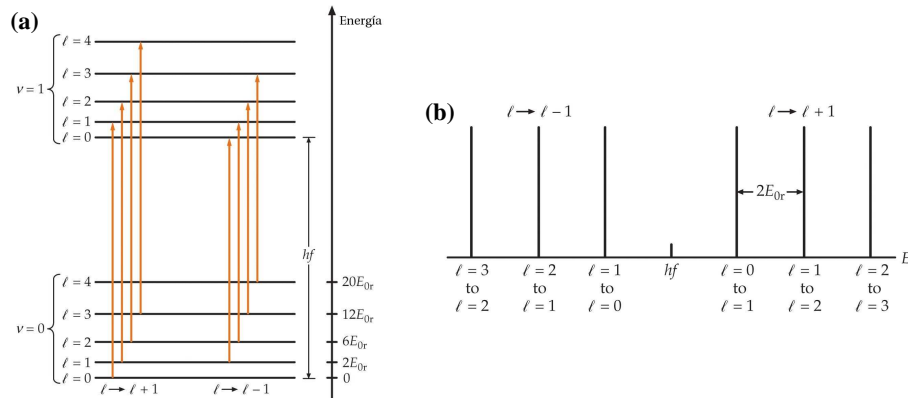 (a)
Energía
ν = 1
ℓ = 4
ℓ = 3
ℓ = 2
ℓ = 1
ℓ = 0
hf
ν = 0
ℓ = 4
ℓ = 3
ℓ = 2
ℓ = 1
ℓ = 0
20E0r
12E0r
6E0r
2E0r
0
ℓ → ℓ + 1
ℓ → ℓ − 1
(b)
ℓ → ℓ − 1
ℓ → ℓ + 1
2E0r
E
ℓ = 3
to
ℓ = 2
ℓ = 2
to
ℓ = 1
ℓ = 1
to
ℓ = 0
hf
ℓ = 0
to
ℓ = 1
ℓ = 1
to
ℓ = 2
ℓ = 2
to
ℓ = 3